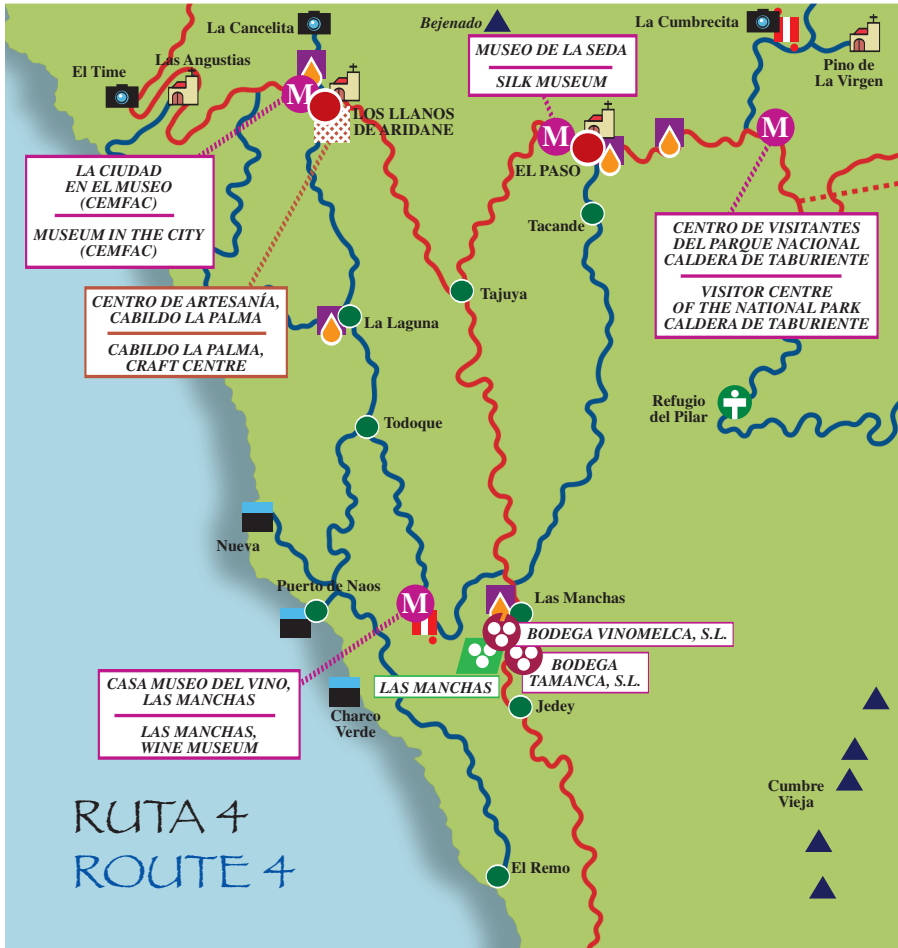 La Cancelita
Bejenado
La Cumbrecita
El Time
Las Angustias
MUSEO DE LA SEDA
SILK MUSEUM
Pino de
La Virgen
M
LOS LLANOS
DE ARIDANE
M
EL PASO
M
LA CIUDAD
EN EL MUSEO
(CEMFAC)
MUSEUM IN THE CITY
(CEMFAC)
Tacande
CENTRO DE VISITANTES
DEL PARQUE NACIONAL
CALDERA DE TABURIENTE
VISITOR CENTRE
OF THE NATIONAL PARK
CALDERA DE TABURIENTE
CENTRO DE ARTESANÍA,
CABILDO LA PALMA
CABILDO LA PALMA,
CRAFT CENTRE
Tajuya
La Laguna
Refugio
del Pilar
Todoque
Nueva
Puerto de Naos
M
Las Manchas
BODEGA VINOMELCA, S.L.
BODEGA
TAMANCA, S.L.
LAS MANCHAS
CASA MUSEO DEL VINO,
LAS MANCHAS
LAS MANCHAS,
WINE MUSEUM
Charco
Verde
Jedey
Cumbre
Vieja
RUTA 4
ROUTE 4
El Remo